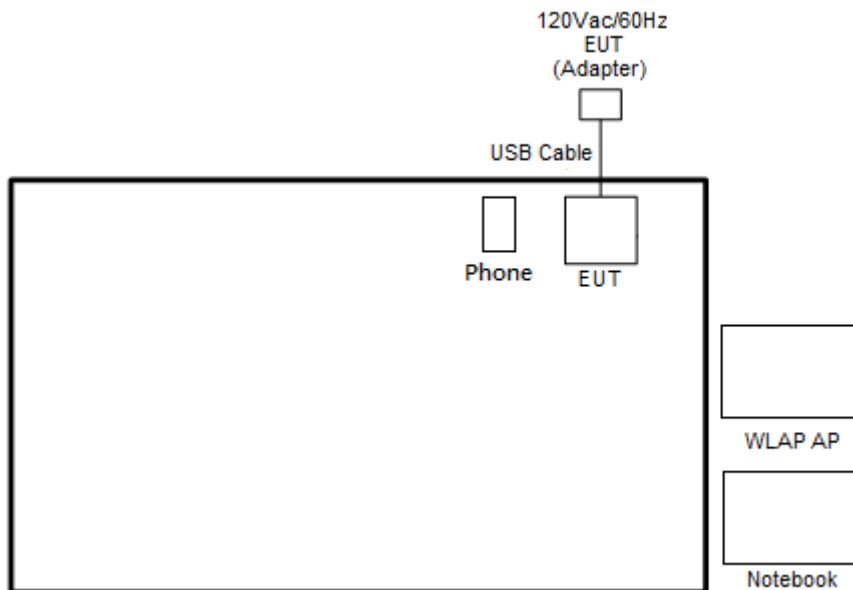 120Vac/60Hz
EUT
(Adapter)
USB Cable
Phone
EUT
WLAP AP
Notebook